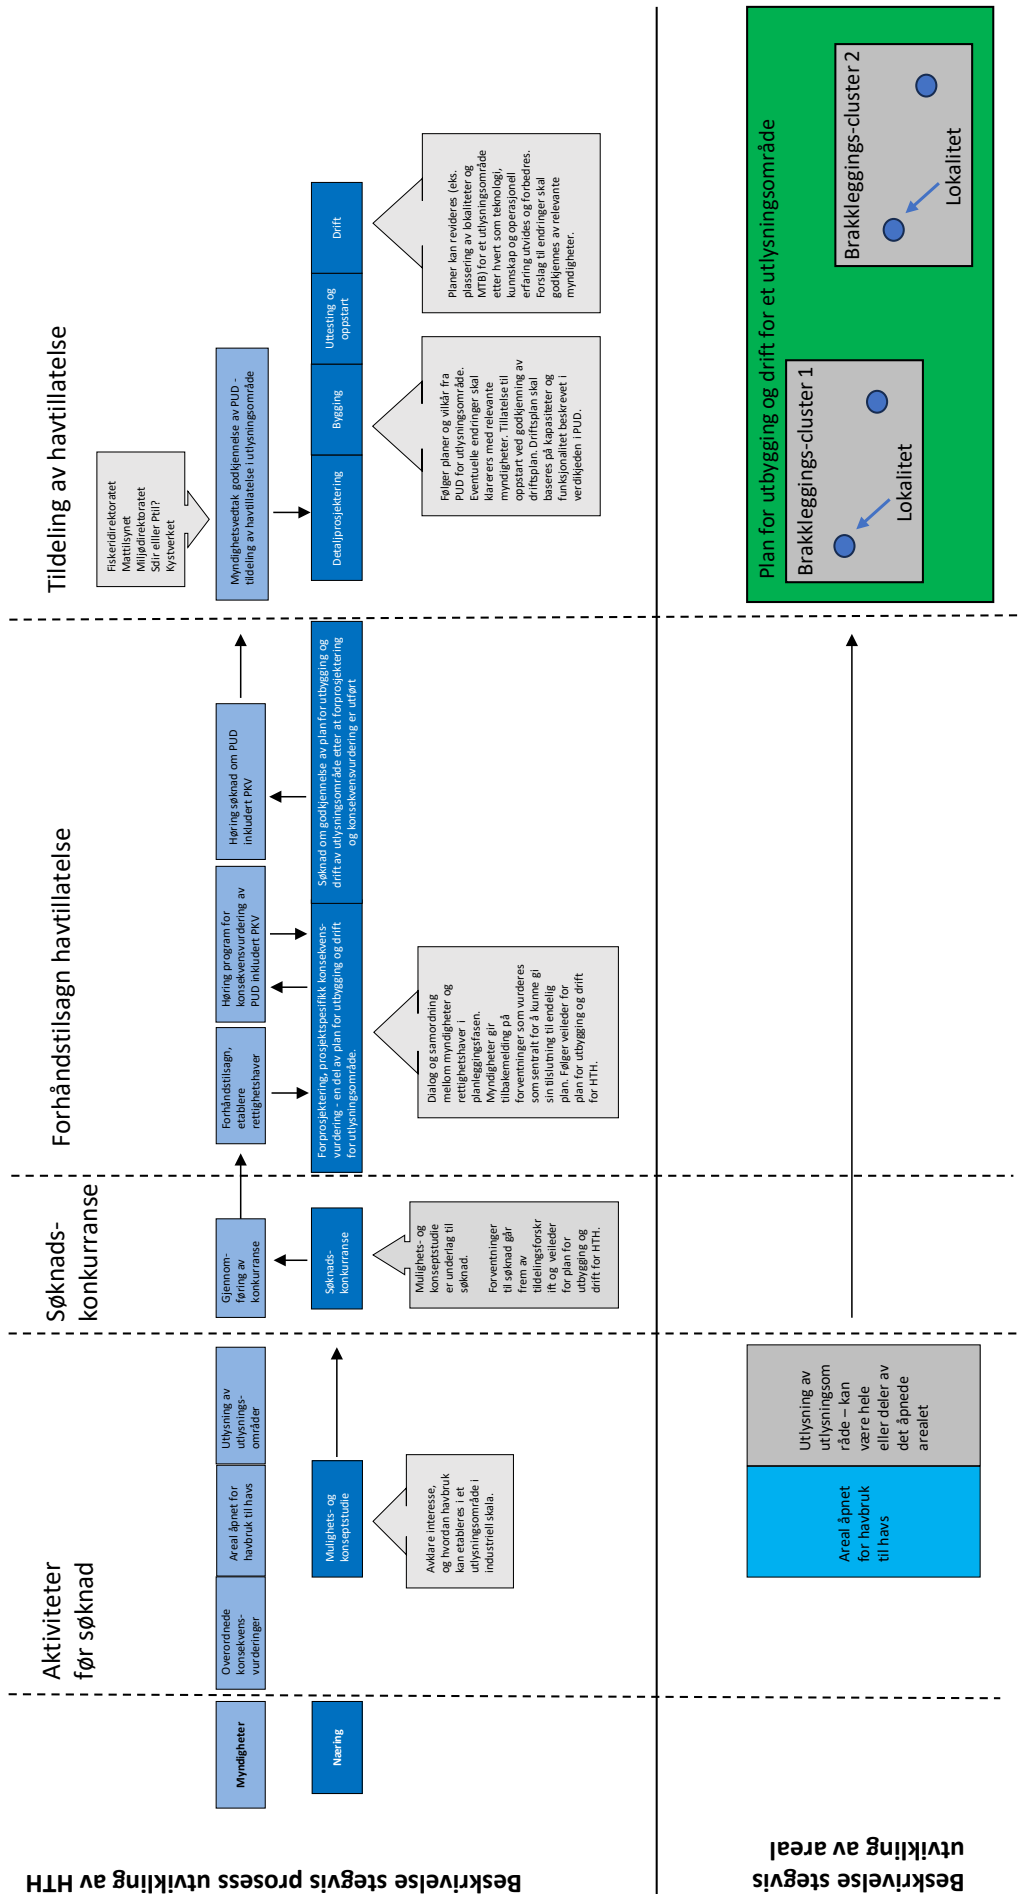 Beskrivelse stegvis prosess utvikling av HTH
Aktiviteter
før søknad
Søknads-
konkurranse
Forhåndstilsagn havtillatelse
Tildeling av havtillatelse
Myndigheter
Overordnede
konsekvens-
vurderinger
Areal åpnet for
havbruk til havs
Utlysning av
utlysnings-
områder
Gjennom-
føring av
konkurranse
Forhåndstilsagn,
etablere
rettighetshaver
Høring program for
konsekvensvurdering av
PUD inkludert PKV
Høring søknad om PUD
inkludert PKV
Fiskeridirektoratet
Mattilsynet
Miljødirektoratet
Sdir elller Ptil?
Kystverket
Myndighetsvedtak godkjennelse av PUD -
tildeling av havtillatelse i utlysningsområde
Næring
Mulighets- og
konseptstudie
Søknads-
konkurranse
Forprosjektering, prosjektspesifikk konsekvens-
vurdering - en del av plan for utbygging og drift
for utlysningsområde.
Søknad om godkjennelse av plan for utbygging og
drift av utlysningsområde etter at forprosjektering
og konsekvensvurdering er utført
Detaljprosjektering
Bygging
Uttesting og
oppstart
Drift
Avklare interesse,
og hvordan havbruk
kan etableres i et
utlysningsområde i
industriell skala.
Mulighets- og
konseptstudie
er underlag til
søknad.
Forventninger
til søknad går
frem av
tildelingsforskr
ift og veileder
for plan for
utbygging og
drift for HTH.
Dialog og samordning
mellom myndigheter og
rettighetshaver i
planleggingsfasen.
Myndigheter gir
tilbakemelding på
forventninger som vurderes
som sentralt for å kunne gi
sin tilslutning til endelig
plan. Følger veileder for
plan for utbygging og drift
for HTH.
Følger planer og vilkår fra
PUD for utlysningsområde.
Eventuelle endringer skal
klarerers med relevante
myndigheter. Tillatelse til
oppstart ved godkjenning av
driftsplan. Driftsplan skal
baseres på kapasiteter og
funksjonalitet beskrevet i
verdikjeden i PUD.
Planer kan revideres (eks.
plassering av lokaliteter og
MTB) for et utlysningsområde
etter hvert som teknologi,
kunnskap og operasjonell
erfaring utvides og forbedres.
Forslag til endringer skal
godkjennes av relevante
myndigheter.
Beskrivelse stegvis
utvikling av areal
Areal åpnet
for havbruk
til havs
Utlysning av
utlysningsom
råde – kan
være hele
eller deler av
det åpnede
arealet
Plan for utbygging og drift for et utlysningsområde
Brakkleggings-cluster 1
Lokalitet
Brakkleggings-cluster 2
Lokalitet